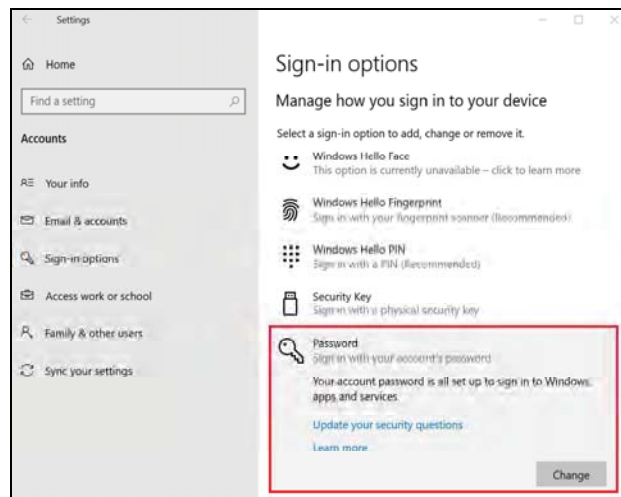 Settings
Home
Find a setting
Accounts
Your info
Email & accounts
Sign-in options
Access work or school
Family & other users
Sync your settings
Sign-in options
Manage how you sign in to your device
Select a sign-in option to add, change or remove it.
Windows Hello Face
This option is currently unavailable – click to learn more
Windows Hello Fingerprint
Sign in with your fingerprint scanner (Recommended)
Windows Hello PIN
Sign in with a PIN (Recommended)
Security Key
Sign in with a physical security key
Password
Sign in with your account's password
Your account password is all set up to sign in to Windows,
apps and services.
Update your security questions
Learn more
Change